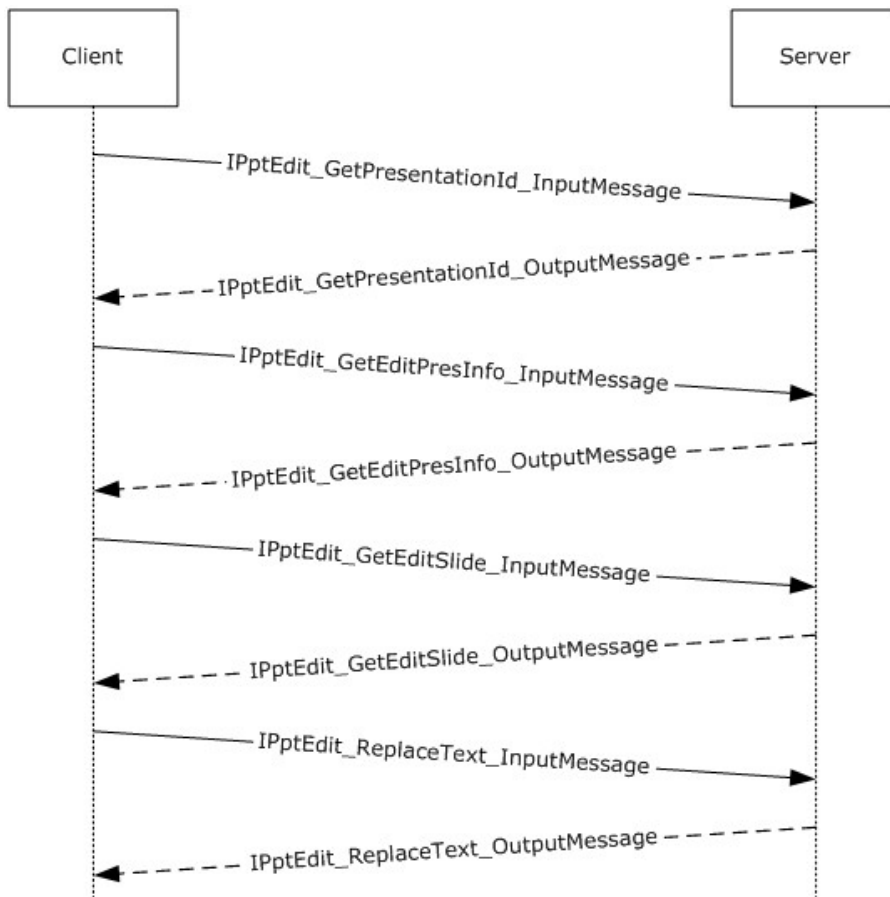 Client
Server
IPptEdit_GetPresentationId_InputMessage
IPptEdit_GetPresentationId_OutputMessage
IPptEdit_GetEditPresInfo_InputMessage
IPptEdit_GetEditPresInfo_OutputMessage
IPptEdit_GetEditSlide_InputMessage
IPptEdit_GetEditSlide_OutputMessage
IPptEdit_ReplaceText_InputMessage
IPptEdit_ReplaceText_OutputMessage